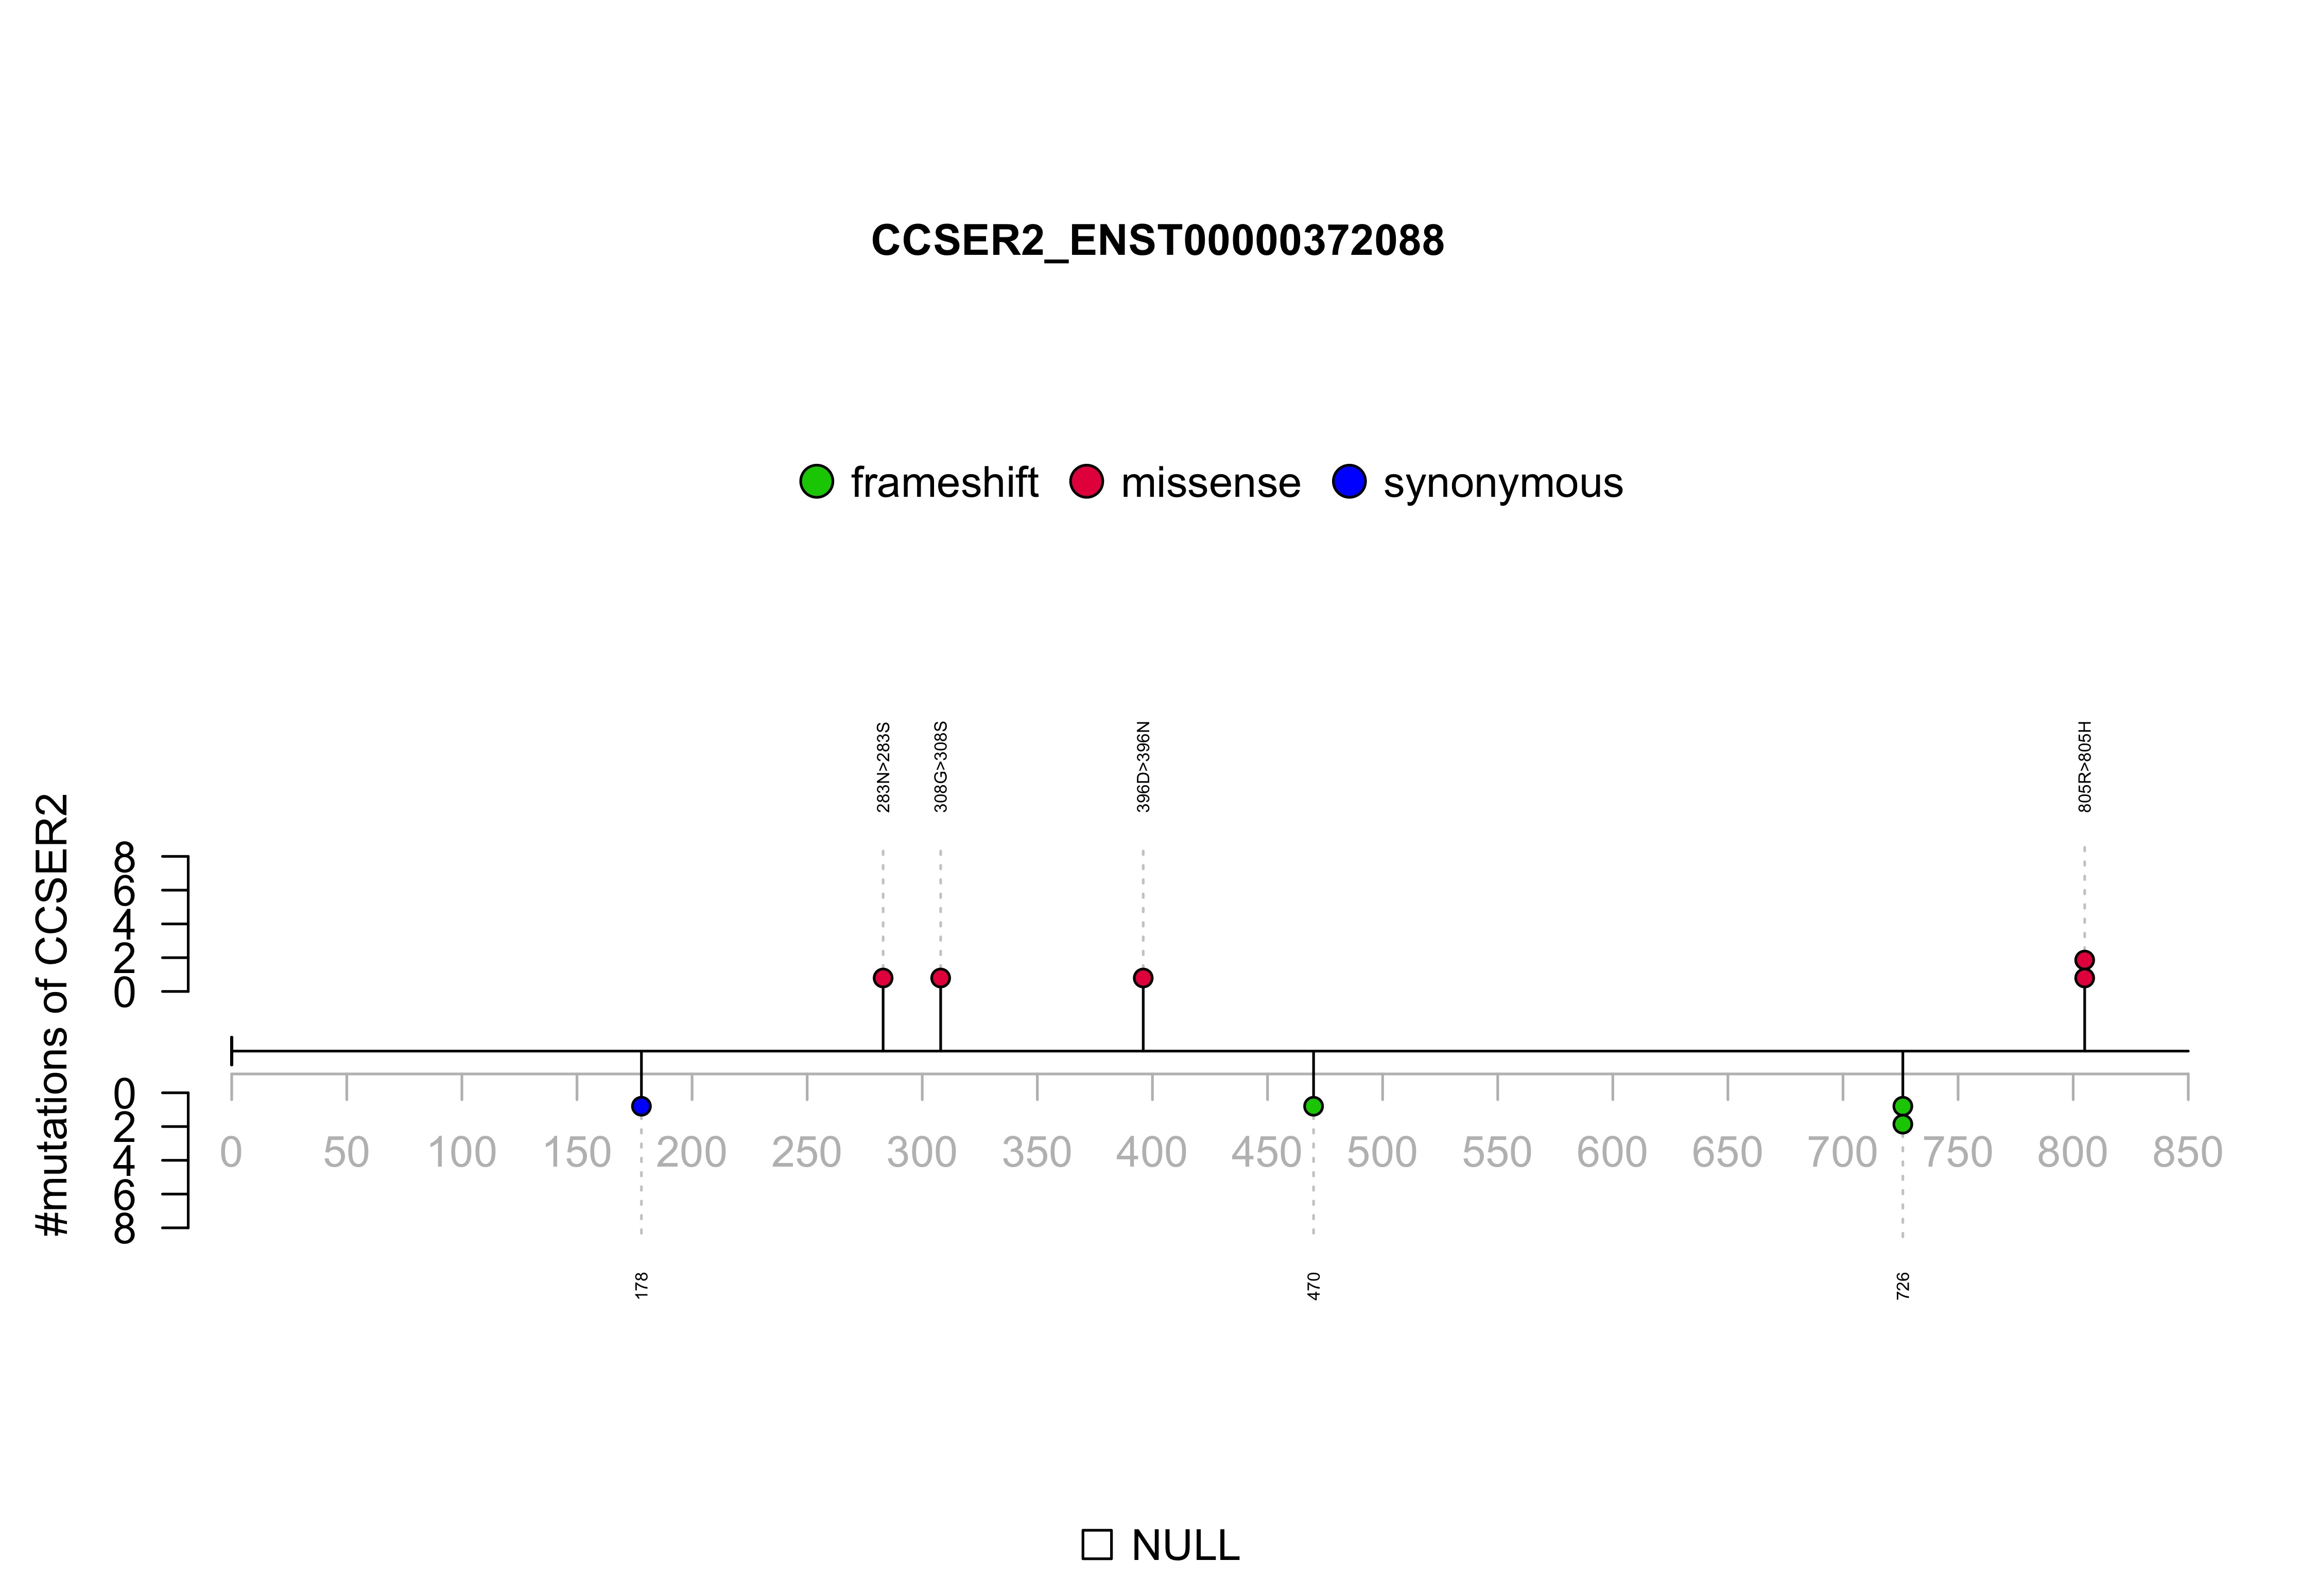 CCSER2_ENST00000372088
frameshift missense synonymous
283N>283S
308G>308S
396D>396N
805R>805H
#mutations of CCSER2
8
6
4
2
0
0
2
4
6
8
0 50 100 150 200 250 300 350 400 450 500 550 600 650 700 750 800 850
178
470
726
NULL